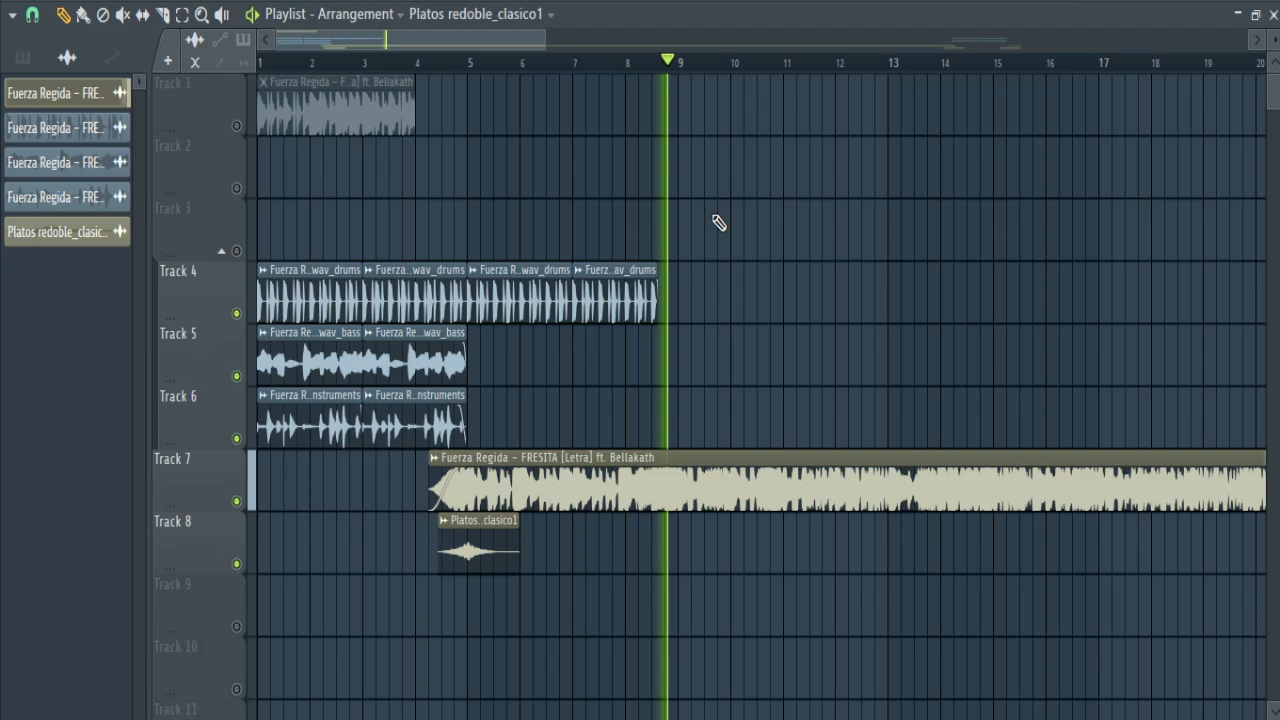 Playlist - Arrangement Platos redoble_clasico1
1 2 3 4 5 6 7 8 9 10 11 12 13 14 15 16 17 18 19 20
Fuerza Regida - FRE..
Fuerza Regida - FRE..
Fuerza Regida - FRE..
Fuerza Regida - FRE..
Platos redoble_clasic..
Track 1
Fuerza Regida - F..a] ft. Bellakath
Track 2
Track 3
Track 4
Fuerza R..wav_drums Fuerza..wav_drums Fuerza R..wav_drums Fuerz..av_drums
Track 5
Fuerza Re...wav_bass Fuerza Re...wav_bass
Track 6
Fuerza R..nstruments Fuerza R..nstruments
Track 7
Fuerza Regida - FRESITA [Letra] ft. Bellakath
Track 8
Platos..clasico1
Track 9
Track 10
Track 11